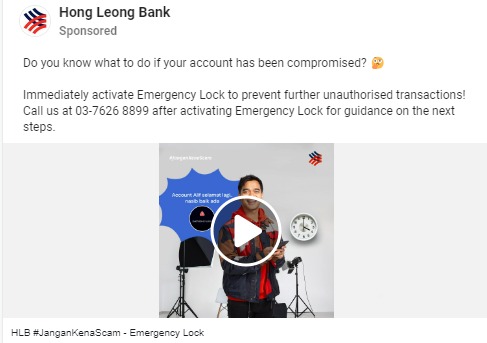 Hong Leong Bank
Sponsored
Do you know what to do if your account has been compromised? 🤔
Immediately activate Emergency Lock to prevent further unauthorised transactions!
Call us at 03-7626 8899 after activating Emergency Lock for guidance on the next
steps.
#JanganKenaScam
Account Alif selamat lagi,
nasib baik ada
HLB #JanganKenaScam - Emergency Lock